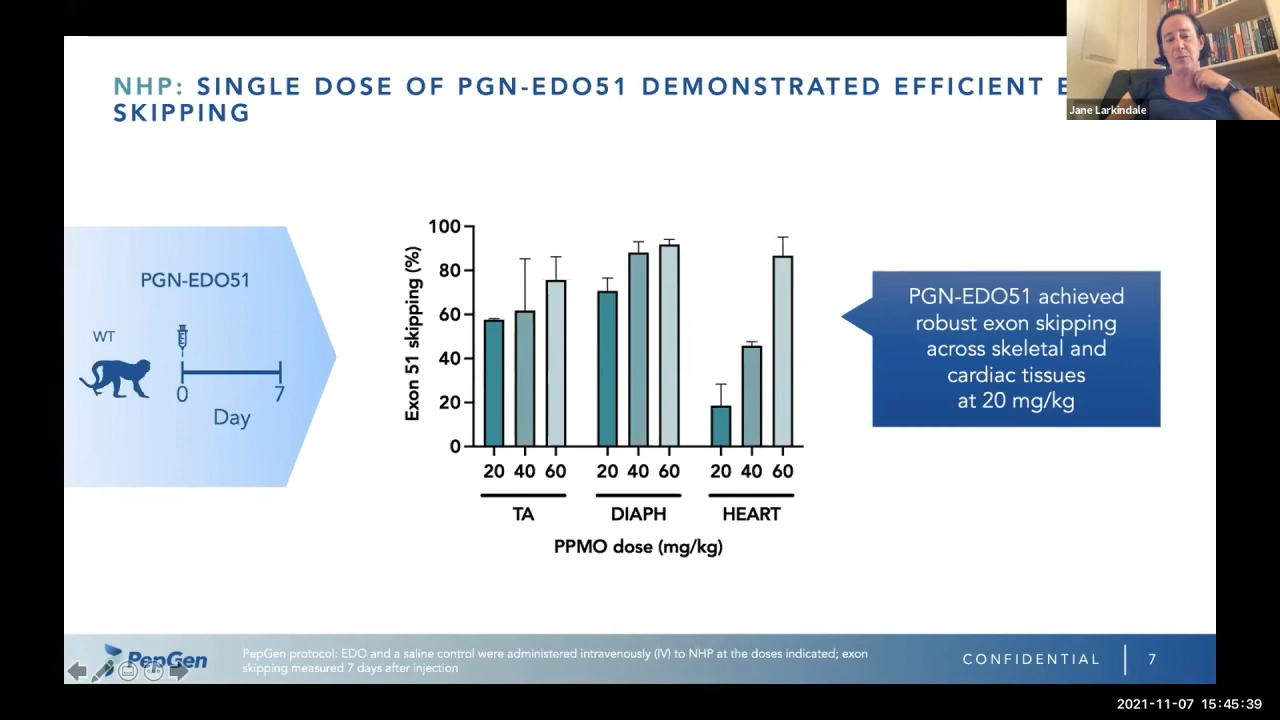 NHP: SINGLE DOSE OF PGN-EDO51 DEMONSTRATED EFFICIENT
SKIPPING
Jane Larkindale
PGN-EDO51
WT
0 7
Day
Exon 51 skipping (%)
100
80
60
40
20
0
20 40 60 20 40 60 20 40 60
TA DIAPH HEART
PPMO dose (mg/kg)
PGN-EDO51 achieved
robust exon skipping
across skeletal and
cardiac tissues
at 20 mg/kg
PepGen
PepGen protocol: EDO and a saline control were administered intravenously (IV) to NHP at the doses indicated; exon
skipping measured 7 days after injection
CONFIDENTIAL 7
2021-11-07 15:45:39